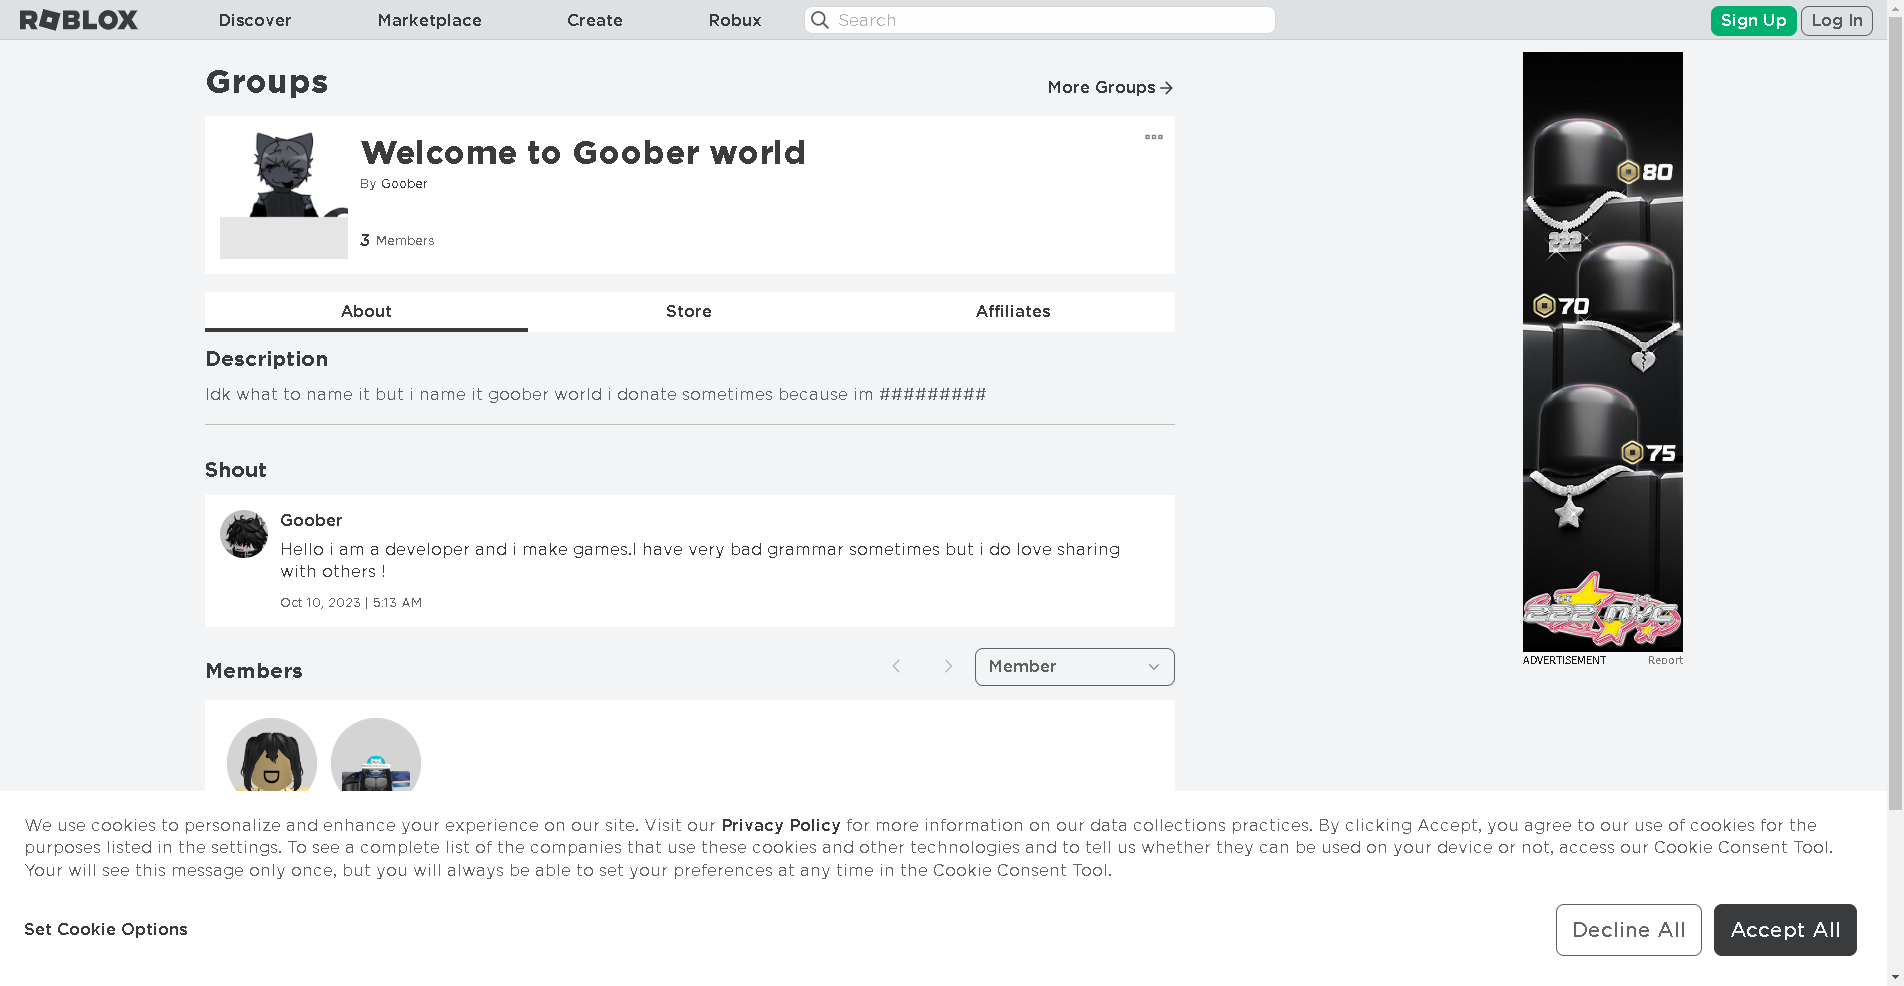 ROBLOX Discover Marketplace Create Robux Search Sign Up Log In
Groups
More Groups
Welcome to Goober world
By Goober
3 Members
About Store Affiliates
Description
Idk what to name it but i name it goober world i donate sometimes because im #########
Shout
Goober
Hello i am a developer and i make games.I have very bad grammar sometimes but i do love sharing
with others !
Oct 10, 2023 | 5:13 AM
Members
Member
80
222
70
75
222 NYC
ADVERTISEMENT Report
We use cookies to personalize and enhance your experience on our site. Visit our Privacy Policy for more information on our data collections practices. By clicking Accept, you agree to our use of cookies for the
purposes listed in the settings. To see a complete list of the companies that use these cookies and other technologies and to tell us whether they can be used on your device or not, access our Cookie Consent Tool.
Your will see this message only once, but you will always be able to set your preferences at any time in the Cookie Consent Tool.
Set Cookie Options
Decline All
Accept All